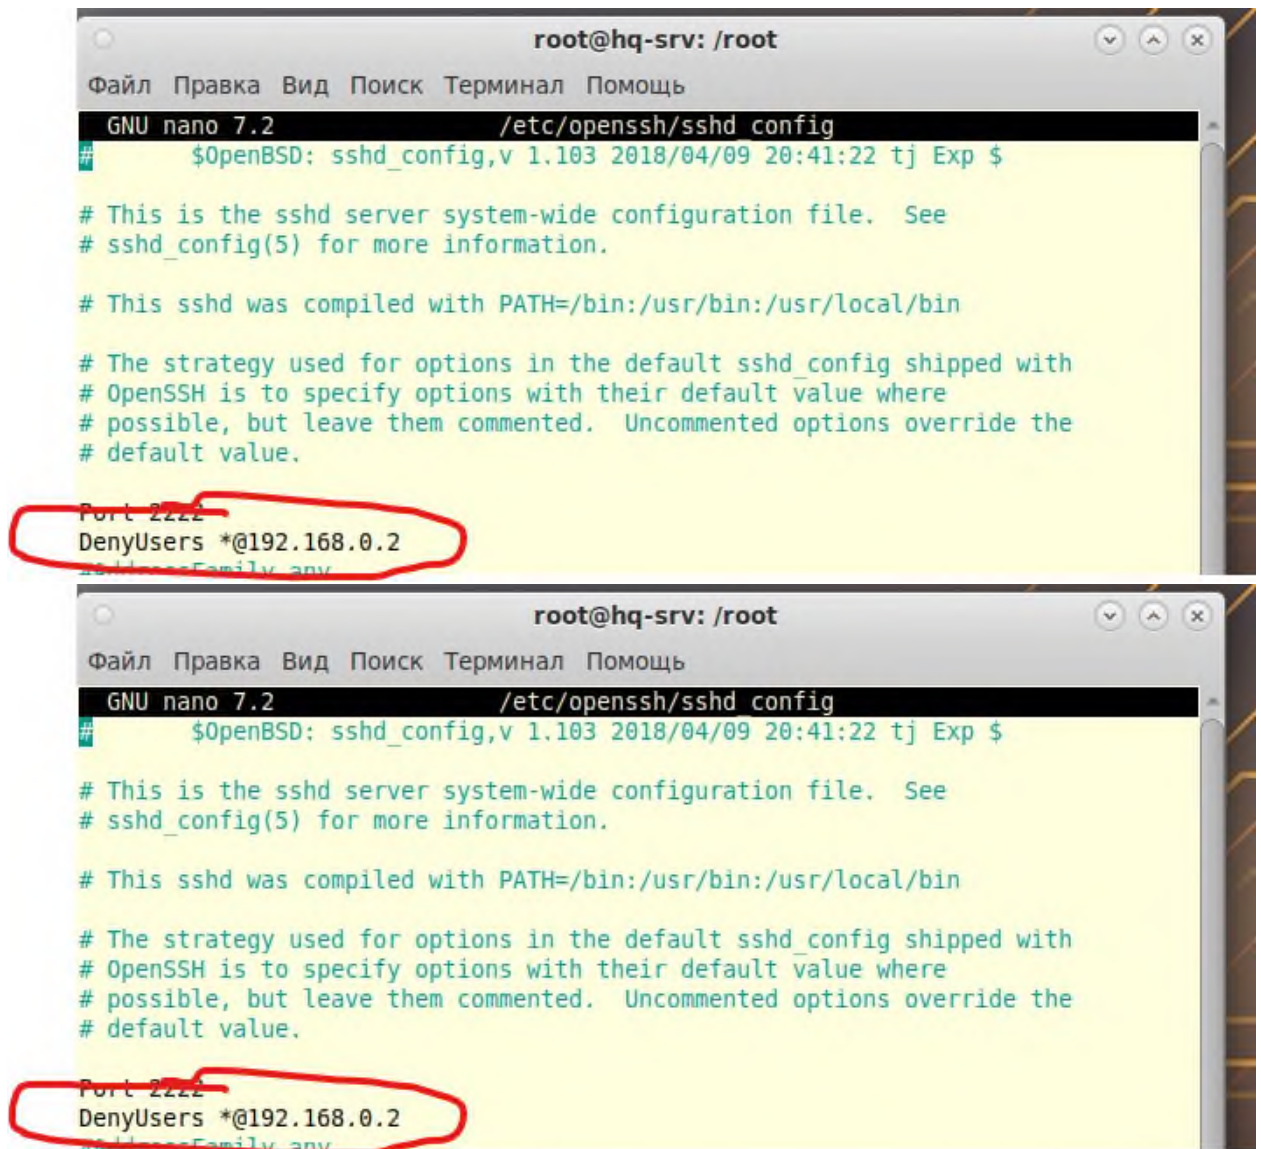 root@hq-srv: /root
Файл Правка Вид Поиск Терминал Помощь
GNU nano 7.2 /etc/openssh/sshd_config
# $OpenBSD: sshd_config,v 1.103 2018/04/09 20:41:22 tj Exp $
# This is the sshd server system-wide configuration file. See
# sshd_config(5) for more information.
# This sshd was compiled with PATH=/bin:/usr/bin:/usr/local/bin
# The strategy used for options in the default sshd_config shipped with
# OpenSSH is to specify options with their default value where
# possible, but leave them commented. Uncommented options override the
# default value.
Port 2222
DenyUsers *@192.168.0.2
#AddressFamily any
root@hq-srv: /root
Файл Правка Вид Поиск Терминал Помощь
GNU nano 7.2 /etc/openssh/sshd_config
# $OpenBSD: sshd_config,v 1.103 2018/04/09 20:41:22 tj Exp $
# This is the sshd server system-wide configuration file. See
# sshd_config(5) for more information.
# This sshd was compiled with PATH=/bin:/usr/bin:/usr/local/bin
# The strategy used for options in the default sshd_config shipped with
# OpenSSH is to specify options with their default value where
# possible, but leave them commented. Uncommented options override the
# default value.
Port 2222
DenyUsers *@192.168.0.2
#AddressFamily any